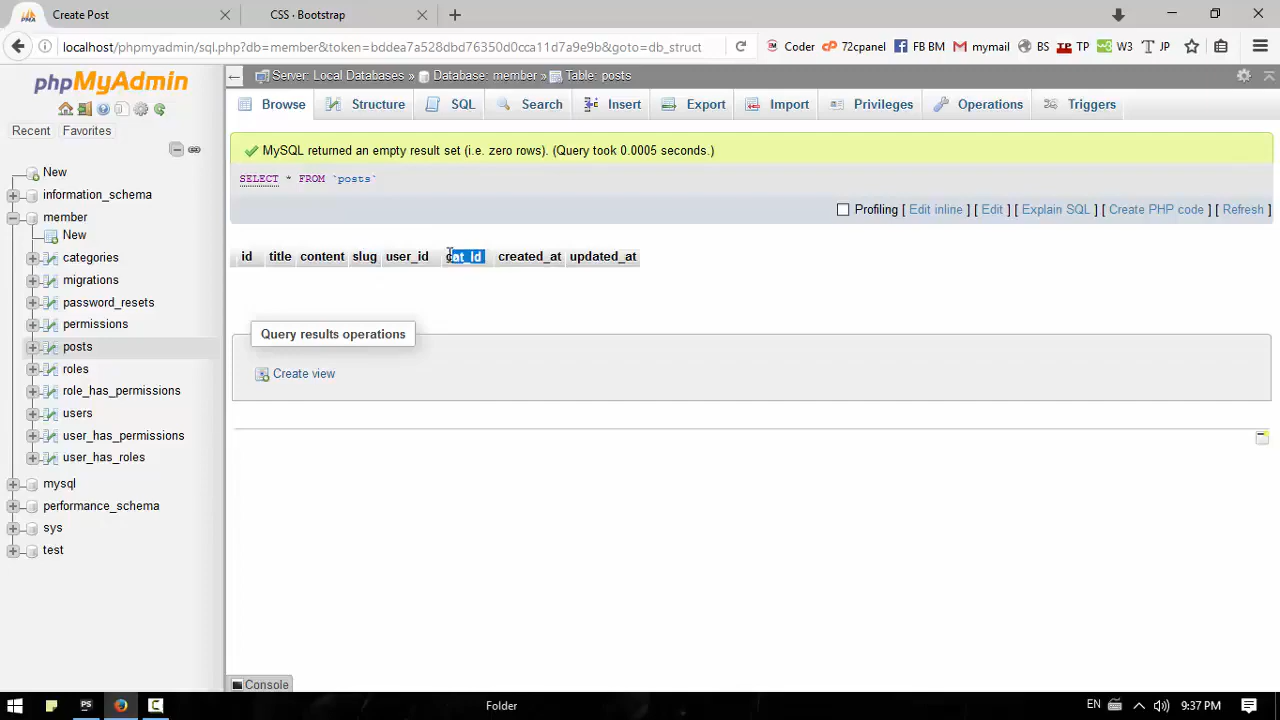 Create Post
CSS · Bootstrap
localhost/phpmyadmin/sql.php?db=member&token=bddea7a528dbd76350d0cca11d7a9e9b&goto=db_struct
Coder
72cpanel
FB BM
mymail
BS
TP
W3
JP
phpMyAdmin
Server: Local Databases » Database: member » Table: posts
Browse Structure SQL Search Insert Export Import Privileges Operations Triggers
Recent Favorites
MySQL returned an empty result set (i.e. zero rows). (Query took 0.0005 seconds.)
SELECT * FROM `posts`
Profiling [ Edit inline ] [ Edit ] [ Explain SQL ] [ Create PHP code ] [ Refresh ]
New
information_schema
member
New
categories
migrations
password_resets
permissions
posts
roles
role_has_permissions
users
user_has_permissions
user_has_roles
mysql
performance_schema
sys
test
id title content slug user_id cat_id created_at updated_at
Query results operations
Create view
Console
Folder
EN
9:37 PM